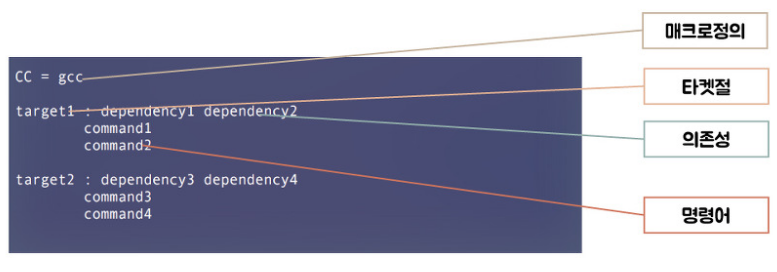 매크로정의
CC = gcc
타켓절
target1 : dependency1 dependency2
command1
의존성
command2
target2 : dependency3 dependency4
command3
명령어
command4